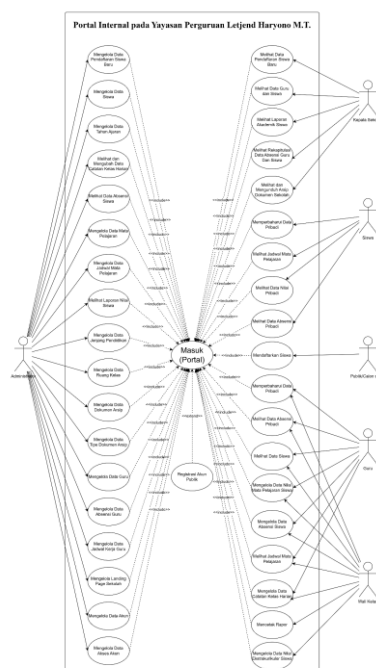 Portal Internal pada Yayasan Perguruan Letjend Haryono M.T.
Mengelola Data
Pendaftaran Siswa
Baru
Mengelola Data
Siswa
Mengelola Data
Tahun Ajaran
Melihat dan
Mengubah Data
Catatan Kelas Harian
Melihat Data Absensi
Siswa
Mengelola Data Mata
Pelajaran
Mengelola Data
Jadwal Mata
Pelajaran
Melihat Laporan Nilai
Siswa
Mengelola Data
Jenjang Pendidikan
Mengelola Data
Ruang Kelas
Mengelola Data
Dokumen Arsip
Mengelola Data
Tipe Dokumen Arsip
Mengelola Data Guru
Mengelola Data
Absensi Guru
Mengelola Data
Jadwal Kerja Guru
Mengelola Landing
Page Sekolah
Mengelola Data Akun
Mengelola Data
Siswa Alumni
Administrator
<<include>>
Masuk
(Portal)
Registrasi Akun
Publik
Melihat Data
Pendaftaran Siswa
Baru
Melihat Data Guru
dan Siswa
Melihat Laporan
Akademik Siswa
Melihat Rekapitulasi
Data Absensi Guru
Dan Siswa
Melihat dan
Mengunduh Arsip
Dokumen Sekolah
Memperbaharui Data
Pribadi
Melihat Jadwal Mata
Pelajaran
Melihat Data Nilai
Pribadi
Melihat Data Absensi
Pribadi
Mendaftarkan Siswa
Memperbaharui Data
Pribadi
Melihat Data Absensi
Pribadi
Melihat Data Siswa
Mengelola Data Nilai
Mata Pelajaran Siswa
Mengelola Data
Absensi Siswa
Melihat Jadwal Mata
Pelajaran
Mengelola Data
Catatan Kelas Harian
Mencetak Rapor
Mengelola Data Nilai
Ekstrakurikuler Siswa
Kepala
Siswa
Guru
Wali